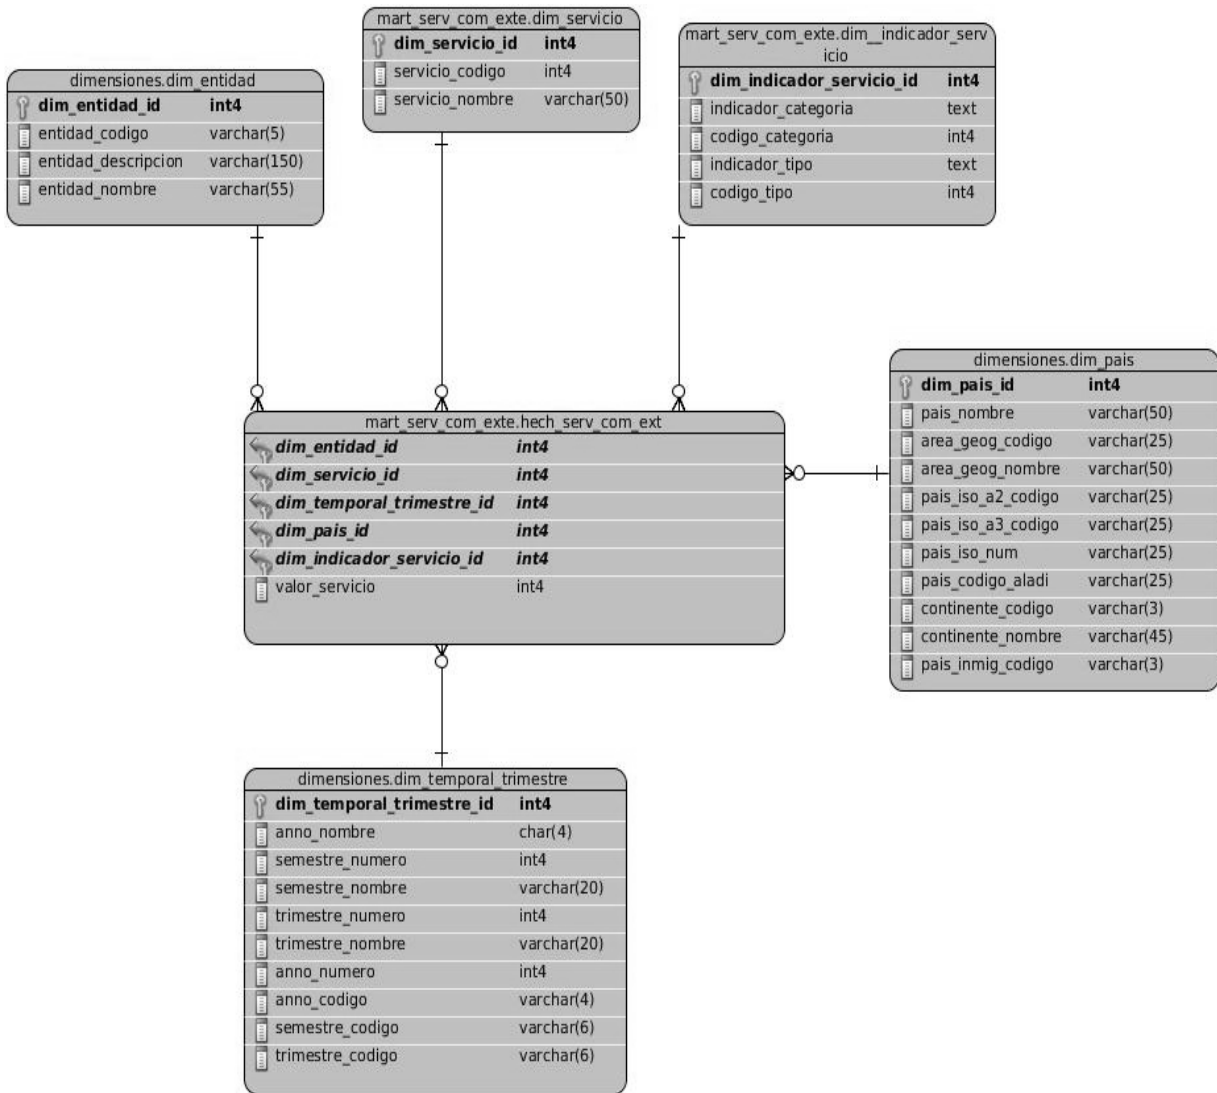 mart_serv_com_exte.dim_servicio
dim_servicio_id int4
servicio_codigo int4
servicio_nombre varchar(50)
mart_serv_com_exte.dim__indicador_serv
icio
dim_indicador_servicio_id int4
indicador_categoria text
codigo_categoria int4
indicador_tipo text
codigo_tipo int4
dimensiones.dim_entidad
dim_entidad_id int4
entidad_codigo varchar(5)
entidad_descripcion varchar(150)
entidad_nombre varchar(55)
dimensiones.dim_pais
dim_pais_id int4
pais_nombre varchar(50)
area_geog_codigo varchar(25)
area_geog_nombre varchar(50)
pais_iso_a2_codigo varchar(25)
pais_iso_a3_codigo varchar(25)
pais_iso_num varchar(25)
pais_codigo_aladi varchar(25)
continente_codigo varchar(3)
continente_nombre varchar(45)
pais_inmig_codigo varchar(3)
mart_serv_com_exte.hech_serv_com_ext
dim_entidad_id int4
dim_servicio_id int4
dim_temporal_trimestre_id int4
dim_pais_id int4
dim_indicador_servicio_id int4
valor_servicio int4
dimensiones.dim_temporal_trimestre
dim_temporal_trimestre_id int4
anno_nombre char(4)
semestre_numero int4
semestre_nombre varchar(20)
trimestre_numero int4
trimestre_nombre varchar(20)
anno_numero int4
anno_codigo varchar(4)
semestre_codigo varchar(6)
trimestre_codigo varchar(6)